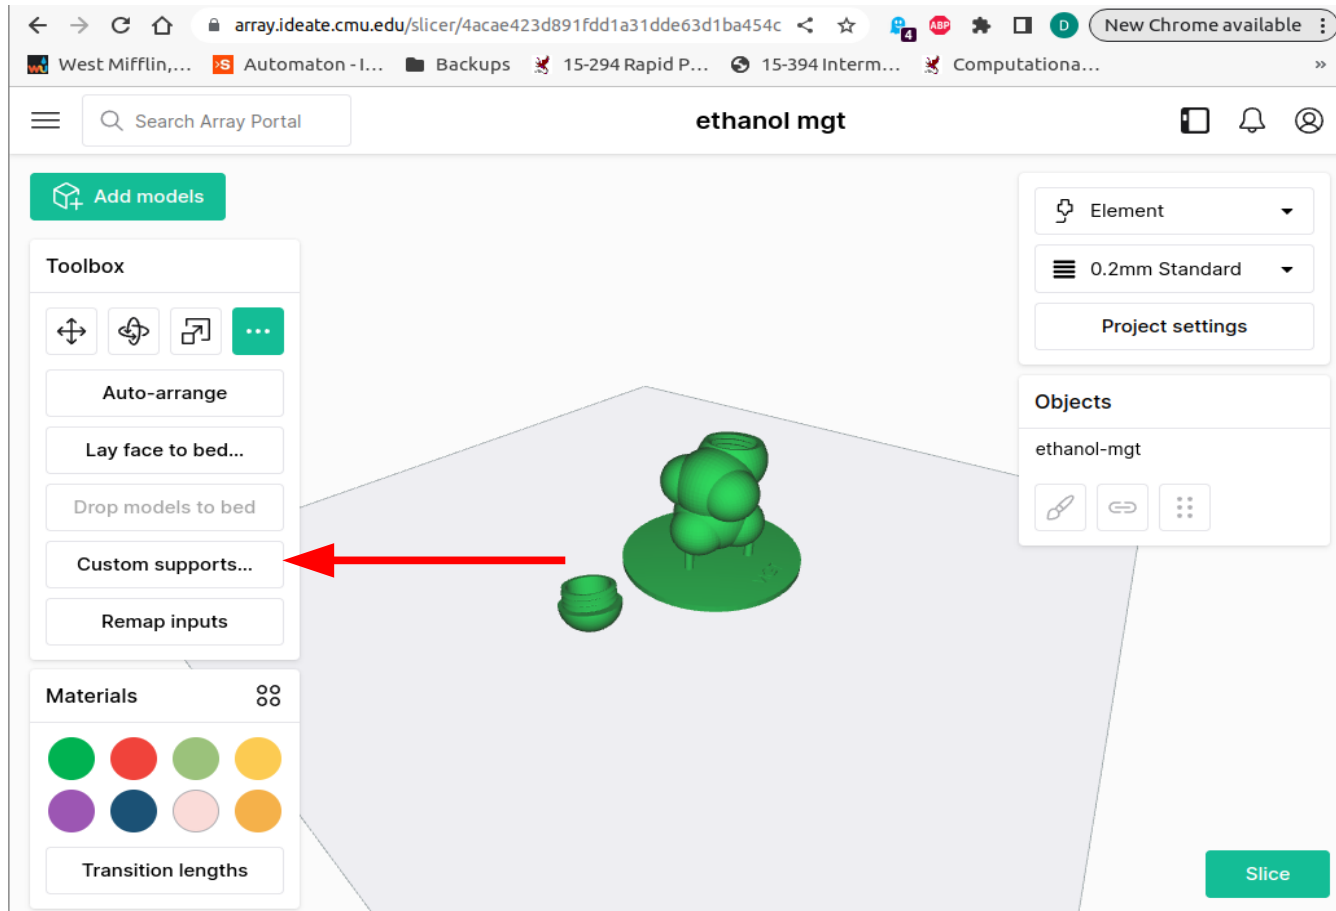 array.ideate.cmu.edu/slicer/4acae423d891fdd1a31dde63d1ba454c
4
ABP
D
New Chrome available
West Mifflin,...
Automaton - I...
Backups
15-294 Rapid P...
15-394 Interm...
Computationa...
»
Search Array Portal
ethanol mgt
Add models
Toolbox
Auto-arrange
Lay face to bed...
Drop models to bed
Custom supports...
Remap inputs
Materials
Transition lengths
Element
0.2mm Standard
Project settings
Objects
ethanol-mgt
Slice